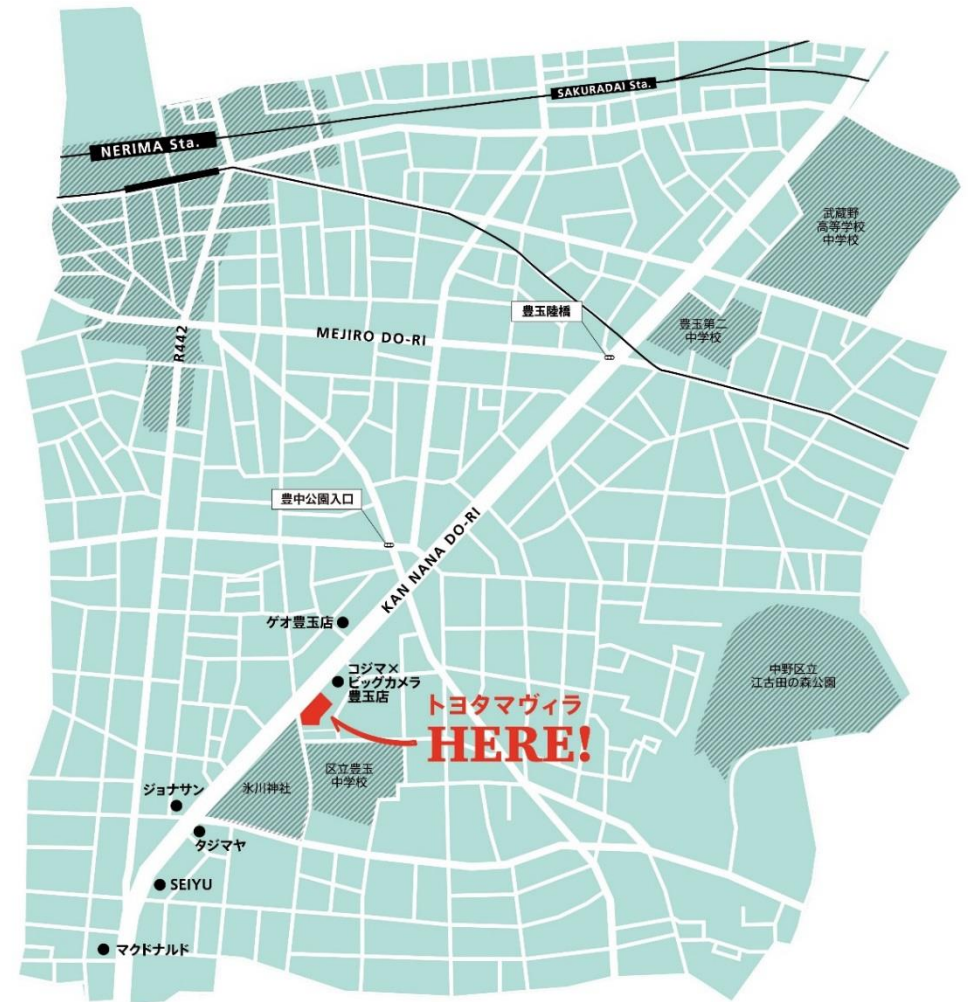 SAKURADAI Sta.
NERIMA Sta.
武蔵野
高等学校
中学校
豊玉陸橋
豊玉第二
中学校
MEJIRO DO-RI
R442
豊中公園入口
KAN NANA DO-RI
ゲオ豊玉店
コジマ×
ビッグカメラ
豊玉店
中野区立
江古田の森公園
トヨタマヴィラ
HERE!
区立豊玉
中学校
氷川神社
ジョナサン
タジマヤ
SEIYU
マクドナルド